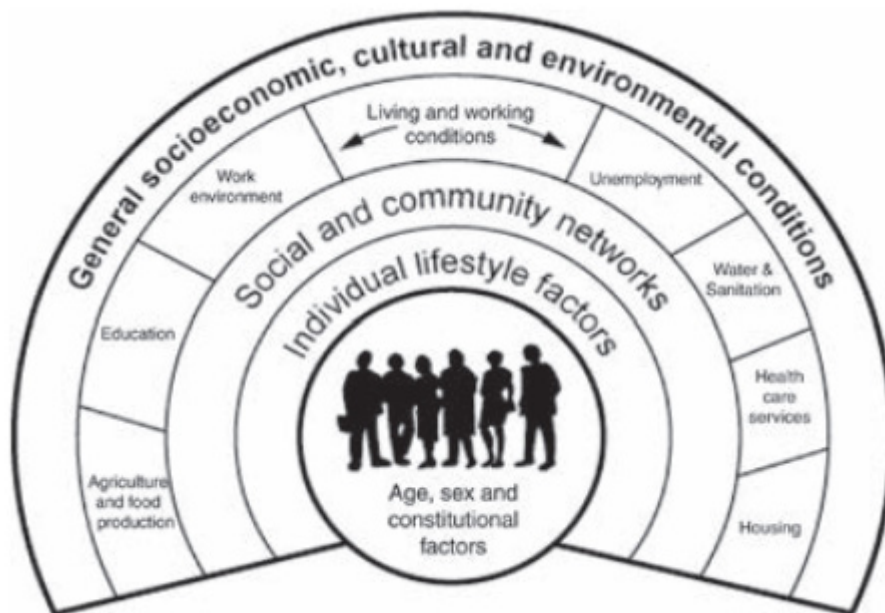 General socioeconomic, cultural and environmental conditions
Living and working
conditions
Work
environment
Unemployment
Education
Water &
Sanitation
Agriculture
and food
production
Health
care
services
Housing
Social and community networks
Individual lifestyle factors
Age, sex and
constitutional
factors